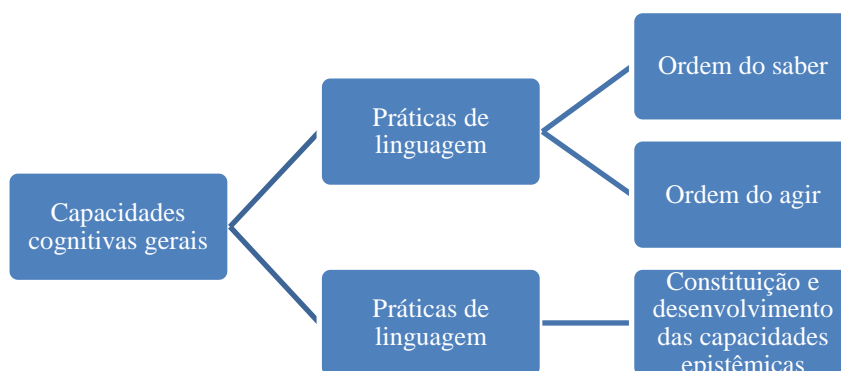 Capacidades
cognitivas gerais
Práticas de
linguagem
Ordem do saber
Ordem do agir
Práticas de
linguagem
Constituição e
desenvolvimento
das capacidades
epistêmicas